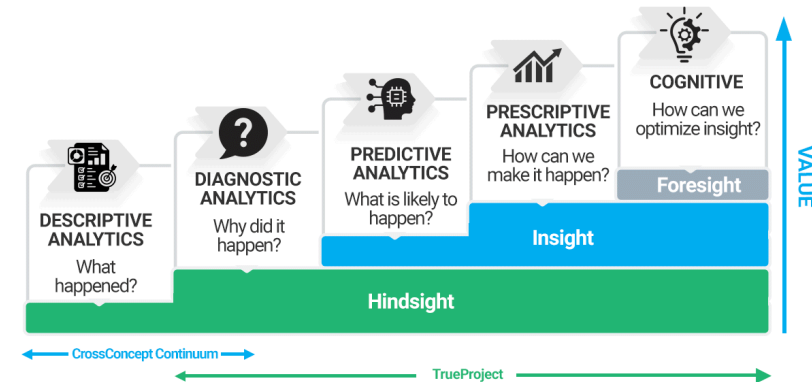 DESCRIPTIVE
ANALYTICS
What
happened?
?
DIAGNOSTIC
ANALYTICS
Why did it
happen?
PREDICTIVE
ANALYTICS
What is likely to
happen?
PRESCRIPTIVE
ANALYTICS
How can we
make it happen?
COGNITIVE
How can we
optimize insight?
Foresight
Insight
Hindsight
VALUE
CrossConcept Continuum
TrueProject